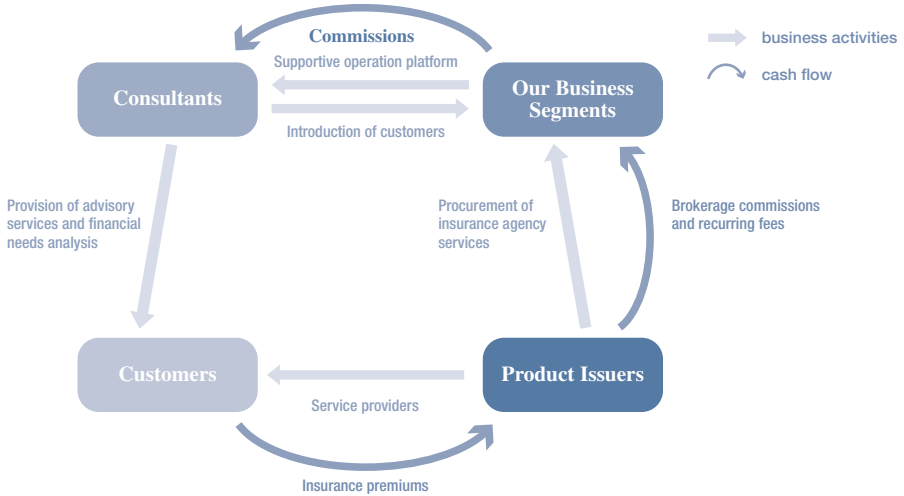 Commissions
business activities
Supportive operation platform
cash flow
Consultants
Our Business
Segments
Introduction of customers
Provision of advisory
services and financial
needs analysis
Procurement of
insurance agency
services
Brokerage commissions
and recurring fees
Customers
Product Issuers
Service providers
Insurance premiums